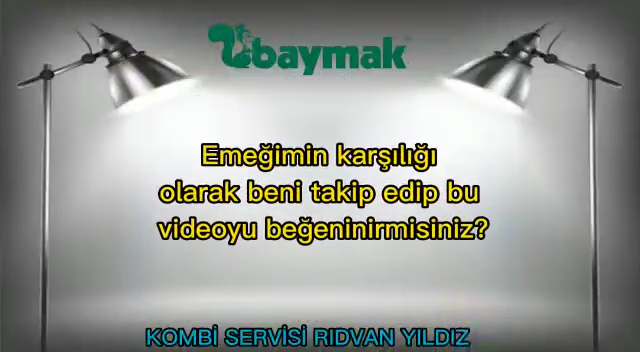 baymak
Emeğimin karşılığı
olarak beni takip edip bu
videoyu beğeninirmisiniz?
KOMBİ SERVİSİ RIDVAN YILDIZ